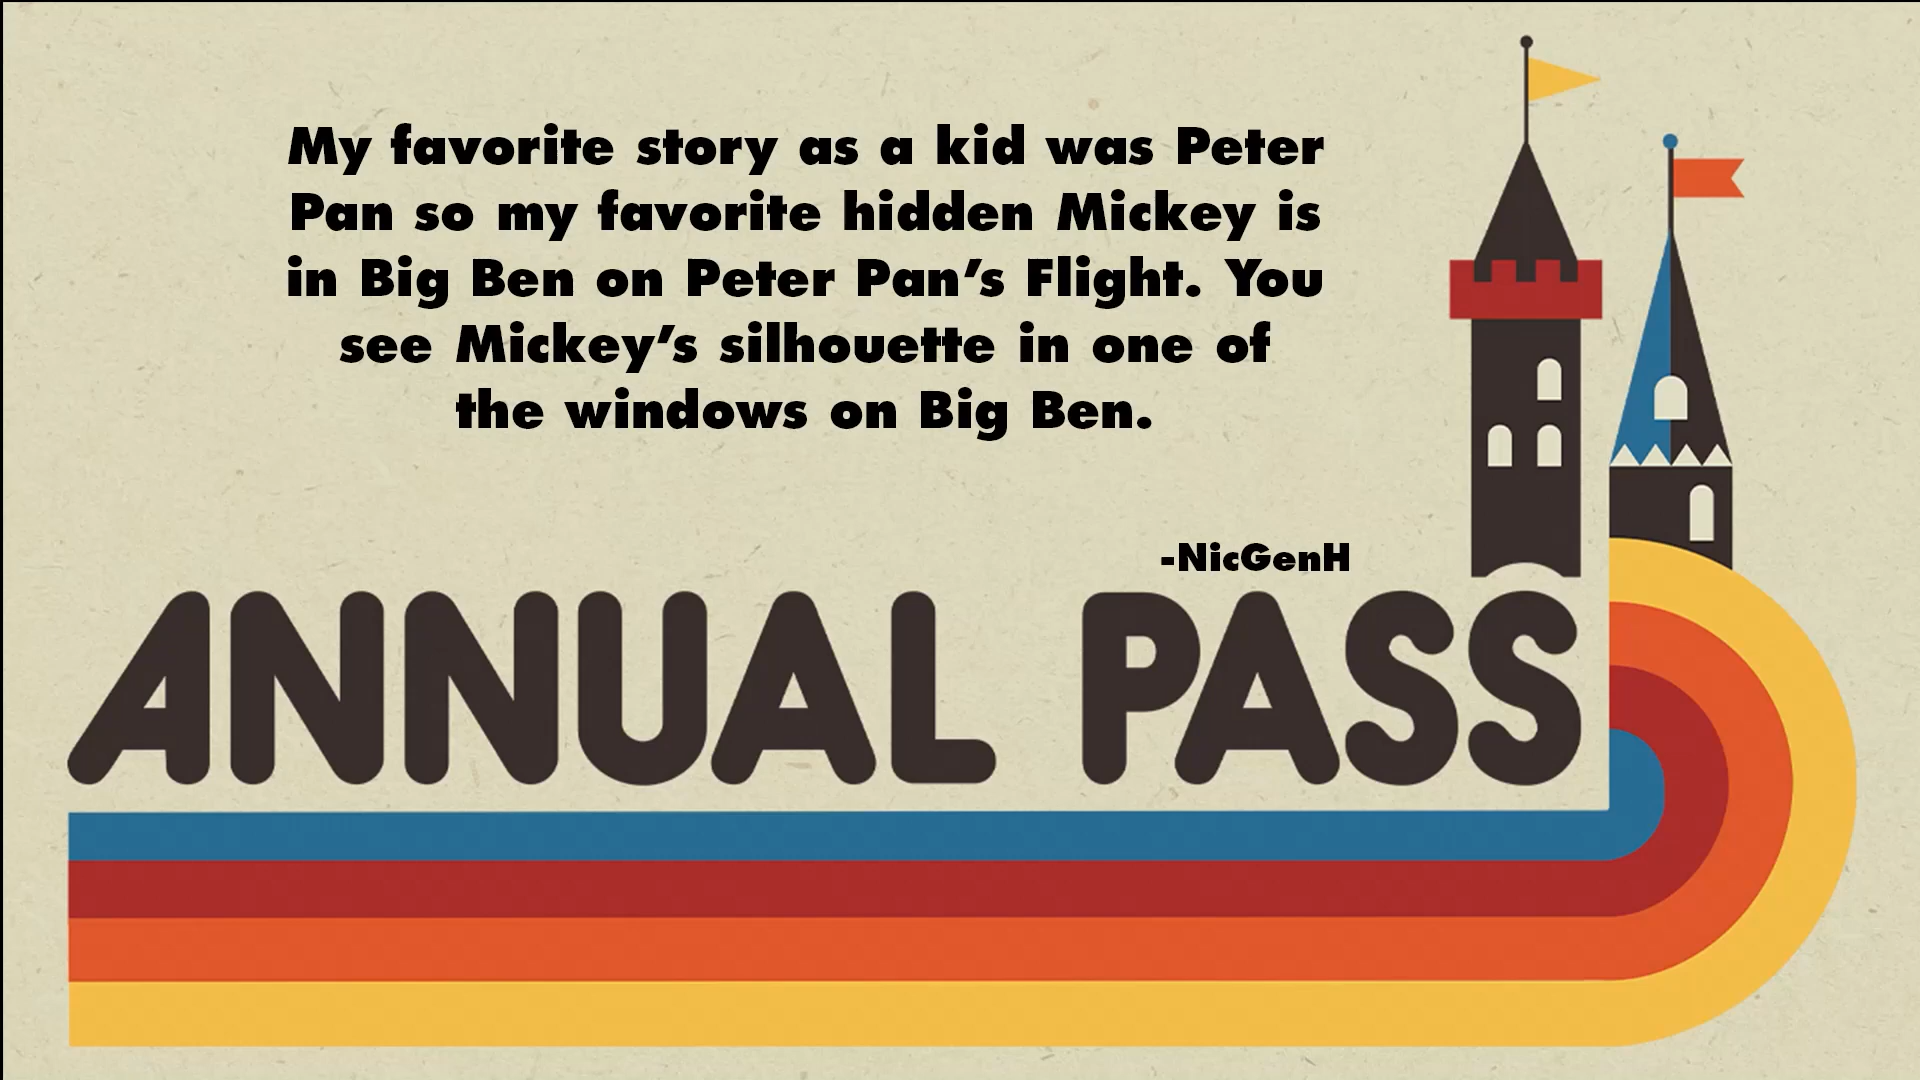 My favorite story as a kid was Peter
Pan so my favorite hidden Mickey is
in Big Ben on Peter Pan’s Flight. You
see Mickey’s silhouette in one of
the windows on Big Ben.
-NicGenH
ANNUAL PASS